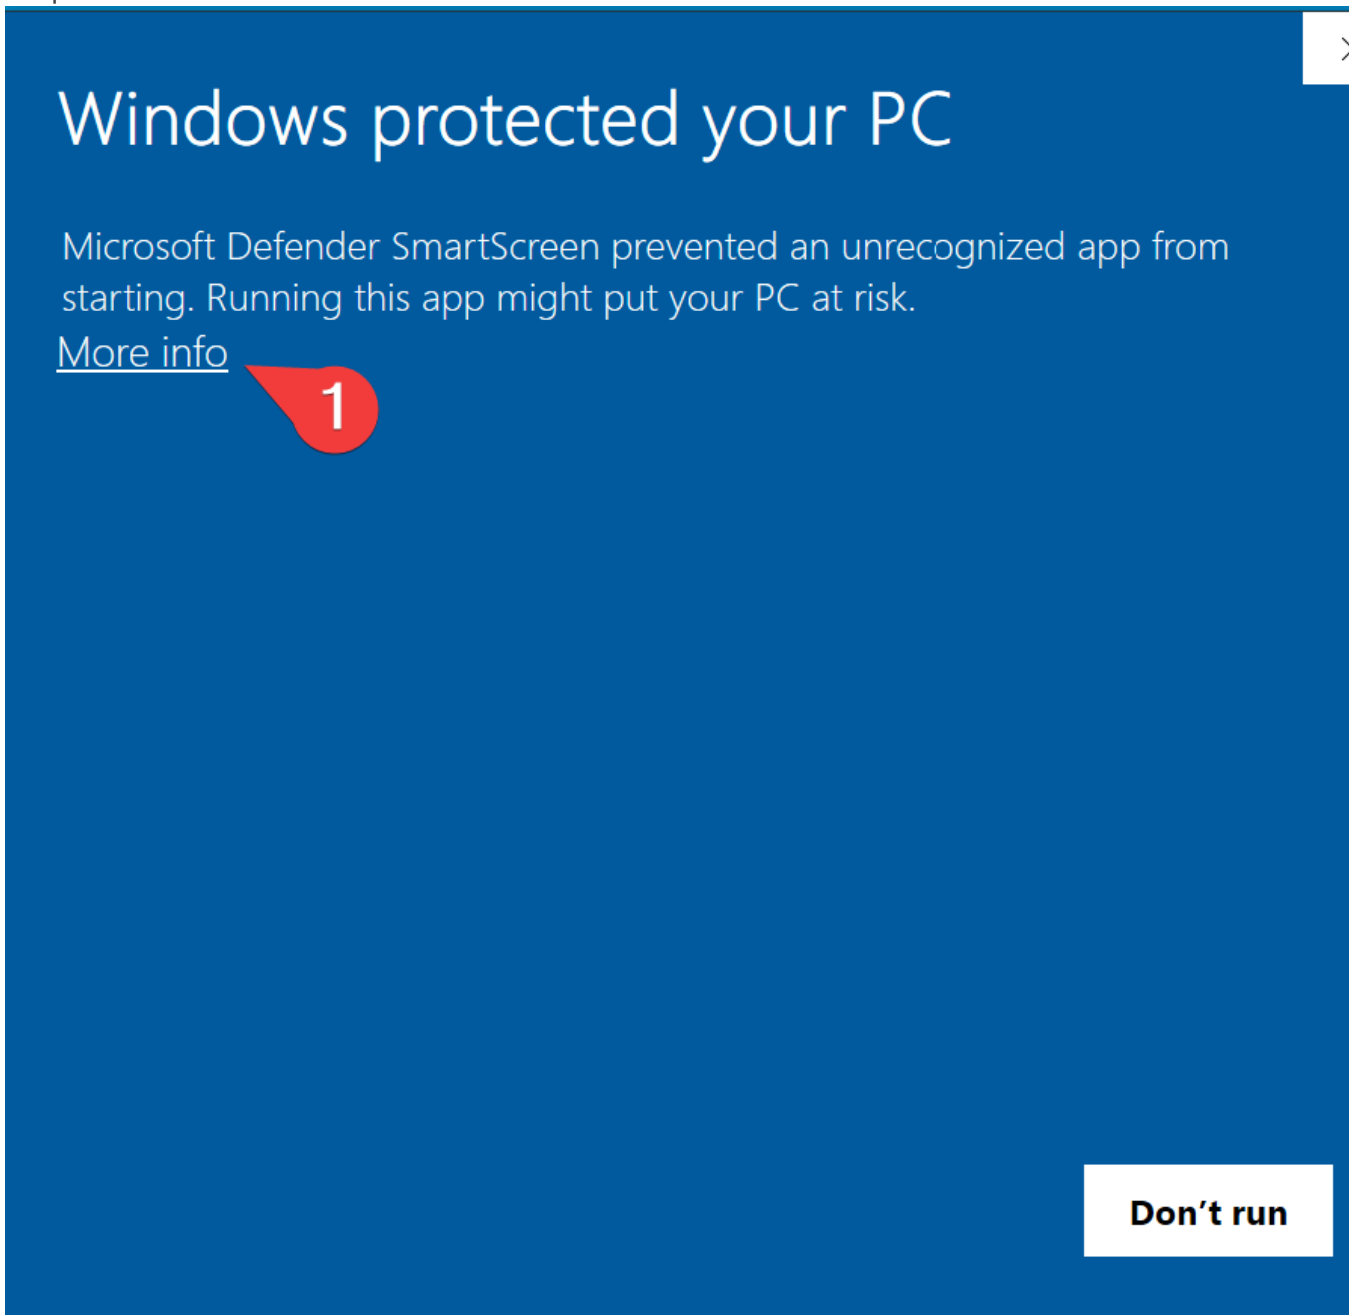 Windows protected your PC
Microsoft Defender SmartScreen prevented an unrecognized app from
starting. Running this app might put your PC at risk.
More info
1
Don’t run